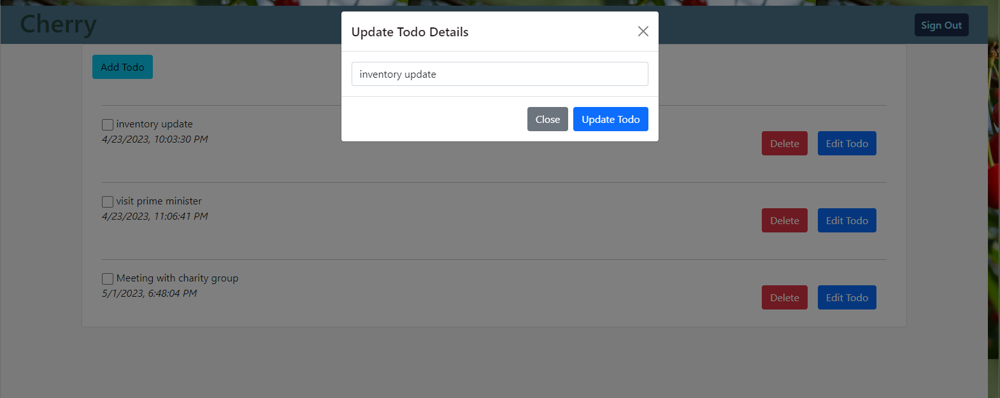 Cherry
Sign Out
Update Todo Details
inventory update
Close
Update Todo
Add Todo
inventory update
4/23/2023, 10:03:30 PM
Delete
Edit Todo
visit prime minister
4/23/2023, 11:06:41 PM
Delete
Edit Todo
Meeting with charity group
5/1/2023, 6:48:04 PM
Delete
Edit Todo